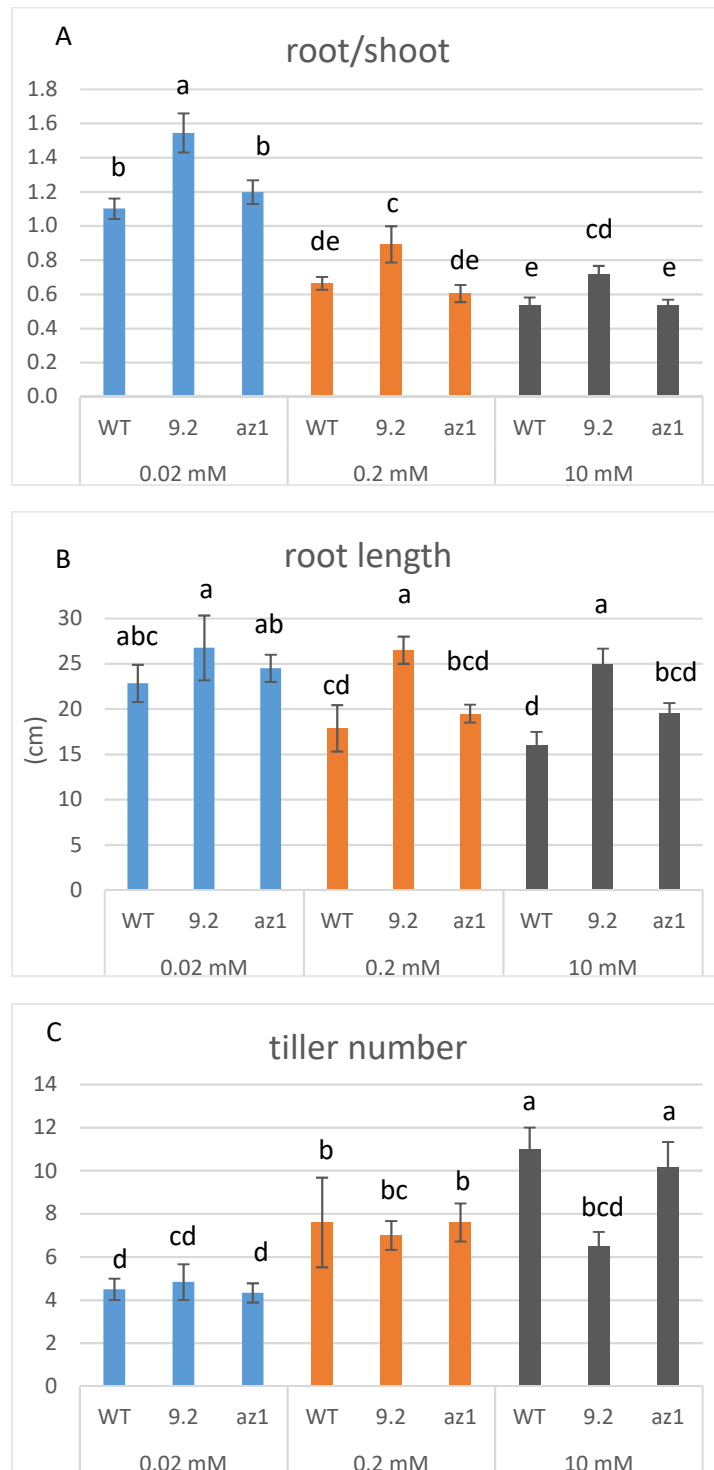 A
root/shoot
1.8
1.6
1.4
1.2
1.0
0.8
0.6
0.4
0.2
0.0
b a b de c de e cd e
WT 9.2 az1 WT 9.2 az1 WT 9.2 az1
0.02 mM 0.2 mM 10 mM
B
root length
(cm)
30
25
20
15
10
5
0
abc a ab cd a bcd d a bcd
WT 9.2 az1 WT 9.2 az1 WT 9.2 az1
0.02 mM 0.2 mM 10 mM
C
tiller number
14
12
10
8
6
4
2
0
d cd d b bc b a bcd a
WT 9.2 az1 WT 9.2 az1 WT 9.2 az1
0.02 mM 0.2 mM 10 mM